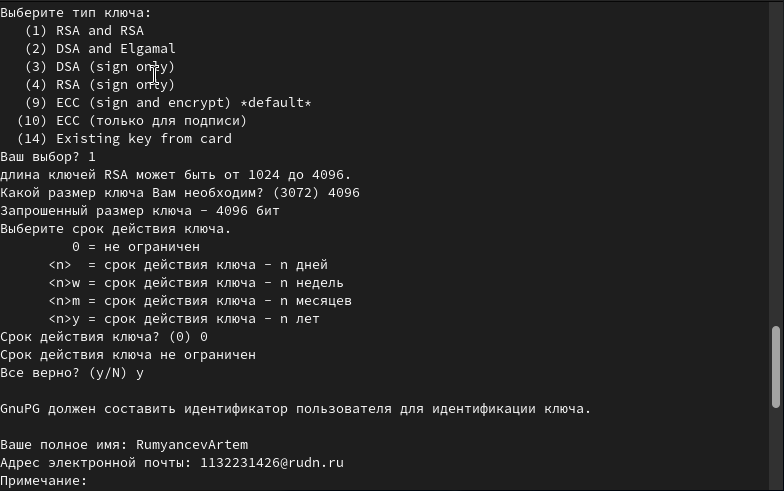 Выберите тип ключа:
   (1) RSA and RSA
   (2) DSA and Elgamal
   (3) DSA (sign only)
   (4) RSA (sign only)
   (9) ECC (sign and encrypt) *default*
  (10) ECC (только для подписи)
  (14) Existing key from card
Ваш выбор? 1
длина ключей RSA может быть от 1024 до 4096.
Какой размер ключа Вам необходим? (3072) 4096
Запрошенный размер ключа - 4096 бит
Выберите срок действия ключа.
         0 = не ограничен
      <n>  = срок действия ключа - n дней
      <n>w = срок действия ключа - n недель
      <n>m = срок действия ключа - n месяцев
      <n>y = срок действия ключа - n лет
Срок действия ключа? (0) 0
Срок действия ключа не ограничен
Все верно? (y/N) y
GnuPG должен составить идентификатор пользователя для идентификации ключа.
Ваше полное имя: RumyancevArtem
Адрес электронной почты: 1132231426@rudn.ru
Примечание: